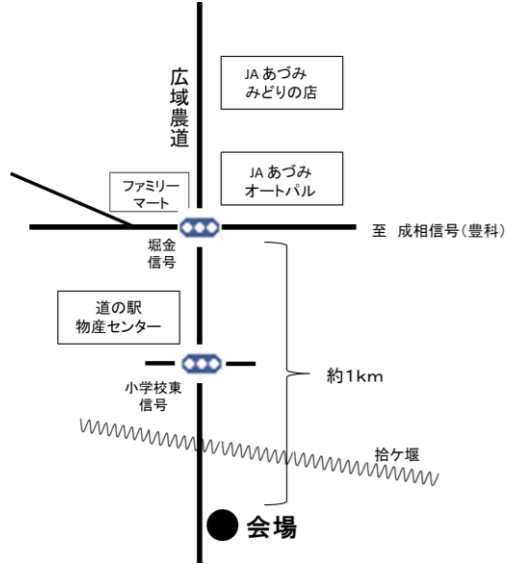 広域農道
JA あづみ
みどりの店
JA あづみ
オートパル
ファミリー
マート
至 成相信号(豊科)
堀金
信号
道の駅
物産センター
約1km
小学校東
信号
拾ケ堰
会場